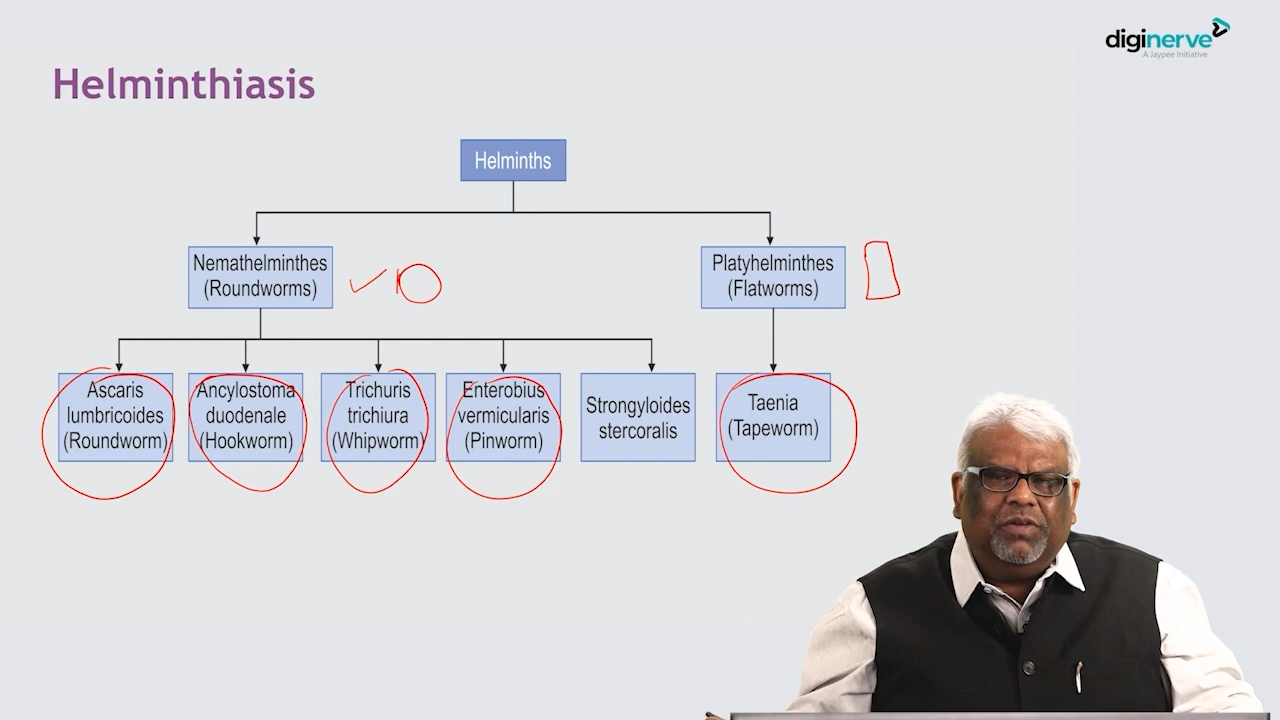 diginerve
A Jaypee Initiative
Helminthiasis
Helminths
Nemathelminthes
(Roundworms)
Platyhelminthes
(Flatworms)
Ascaris
lumbricoides
(Roundworm)
Ancylostoma
duodenale
(Hookworm)
Trichuris
trichiura
(Whipworm)
Enterobius
vermicularis
(Pinworm)
Strongyloides
stercoralis
Taenia
(Tapeworm)